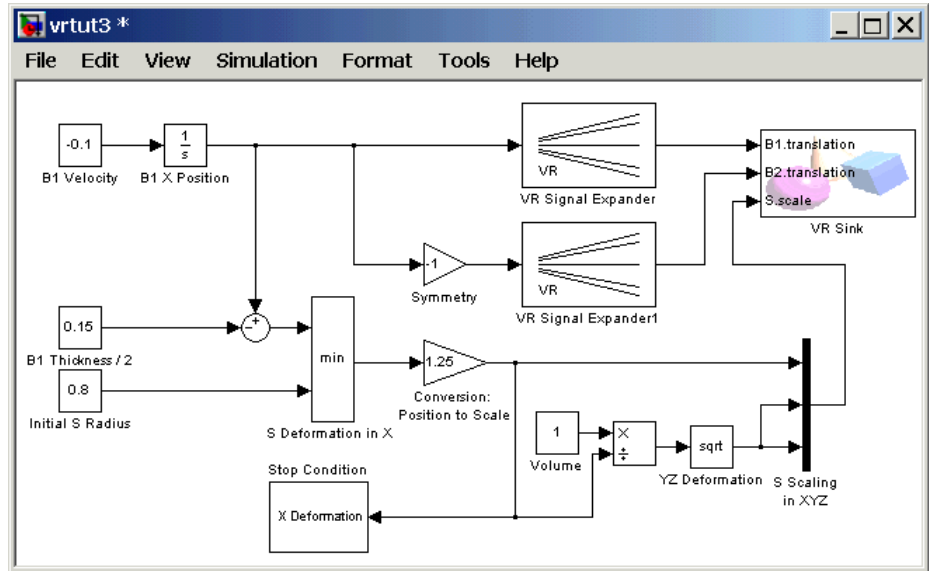 vrtut3 *
File Edit View Simulation Format Tools Help
-0.1
B1 Velocity
1
s
B1 X Position
VR
VR Signal Expander
B1.translation
B2.translation
S.scale
VR Sink
-1
Symmetry
VR
VR Signal Expander1
0.15
B1 Thickness / 2
- +
0.8
Initial S Radius
min
S Deformation in X
1.25
Conversion:
Position to Scale
1
Volume
×
÷
sqrt
YZ Deformation
S Scaling
in XYZ
Stop Condition
X Deformation